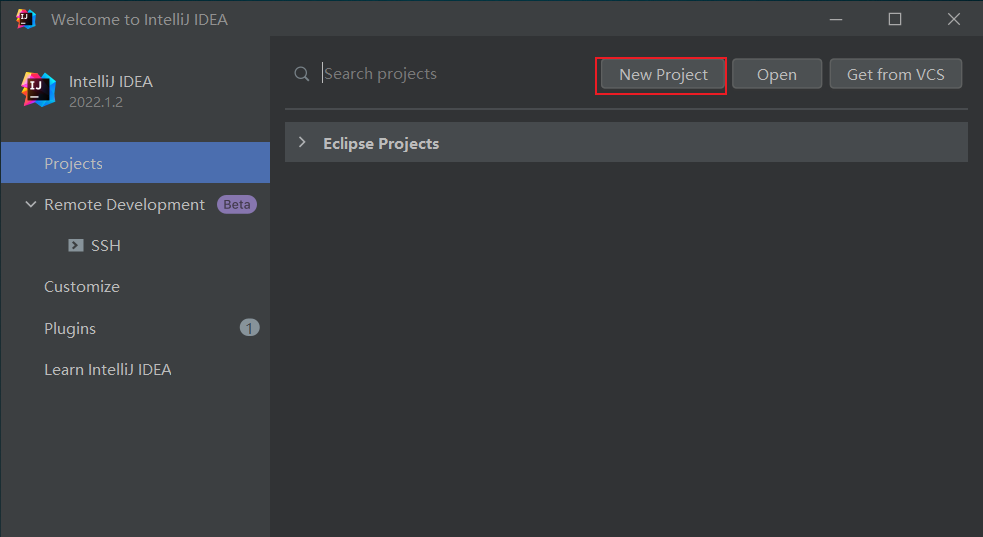 Welcome to IntelliJ IDEA
IJ
IntelliJ IDEA
2022.1.2
Search projects
New Project
Open
Get from VCS
Eclipse Projects
Projects
Remote Development Beta
SSH
Customize
Plugins 1
Learn IntelliJ IDEA